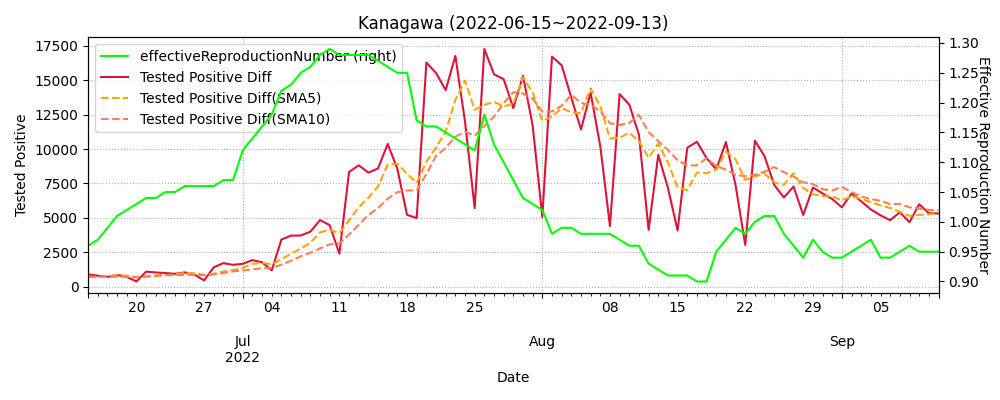 Kanagawa (2022-06-15~2022-09-13)
effectiveReproductionNumber (right)
Tested Positive Diff
Tested Positive Diff(SMA5)
Tested Positive Diff(SMA10)
17500
15000
12500
10000
7500
5000
2500
0
Tested Positive
1.30
1.25
1.20
1.15
1.10
1.05
1.00
0.95
0.90
Effective Reproduction Number
20 27 04 11 18 25 08 15 22 29 05
Jul Aug Sep
2022
Date